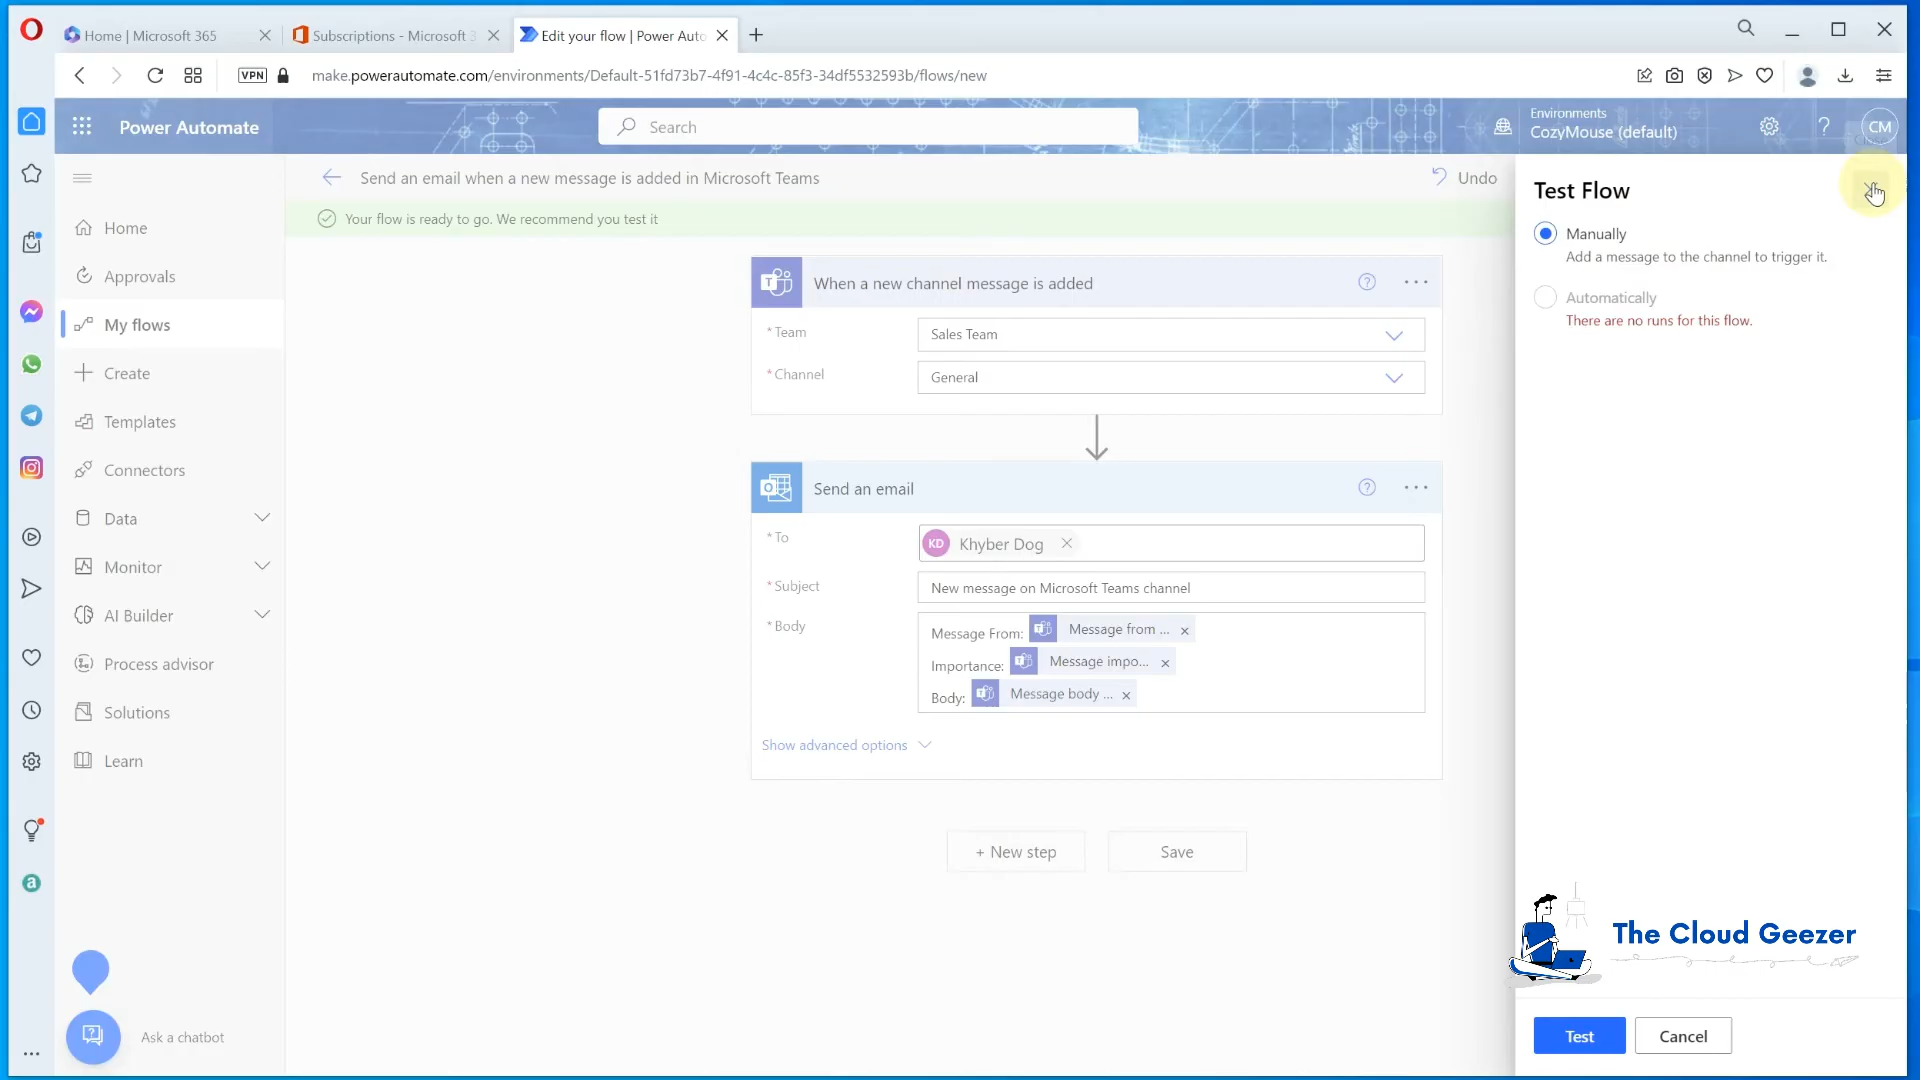 Home | Microsoft 365
Subscriptions - Microsoft 3
Edit your flow | Power Auto
VPN
make.powerautomate.com/environments/Default-51fd73b7-4f91-4c4c-85f3-34df5532593b/flows/new
Power Automate
Search
Environments
CozyMouse (default)
?
CM
Send an email when a new message is added in Microsoft Teams
Undo
Your flow is ready to go. We recommend you test it
Home
Approvals
My flows
Create
Templates
Connectors
Data
Monitor
AI Builder
Process advisor
Solutions
Learn
Ask a chatbot
When a new channel message is added
* Team
Sales Team
* Channel
General
Send an email
* To
KD Khyber Dog
* Subject
New message on Microsoft Teams channel
* Body
Message From: Message from ...
Importance: Message impo...
Body: Message body ...
Show advanced options
+ New step
Save
Test Flow
Manually
Add a message to the channel to trigger it.
Automatically
There are no runs for this flow.
The Cloud Geezer
Test
Cancel